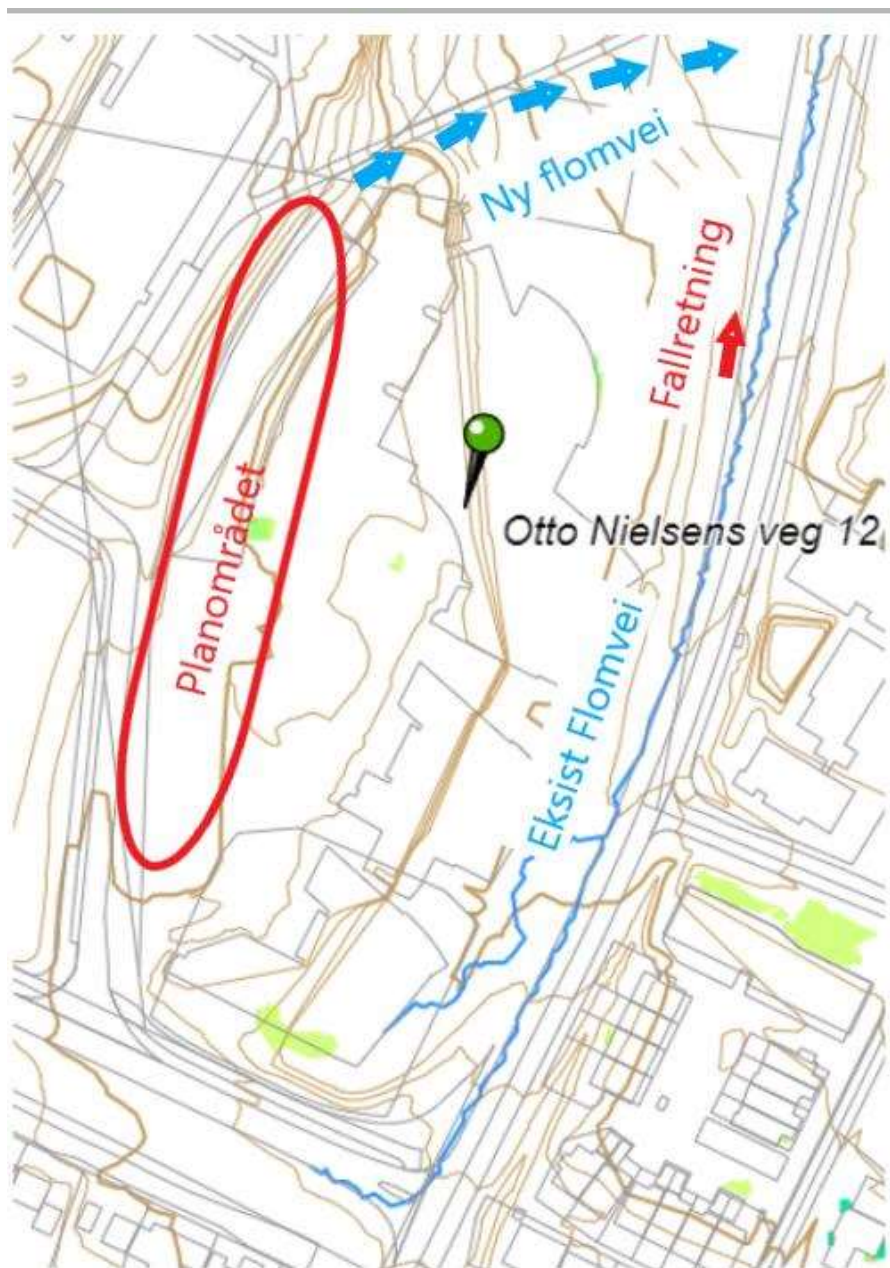 Ny flomvei
Fallretning
Planområdet
Otto Nielsens veg 12
Eksist Flomvei